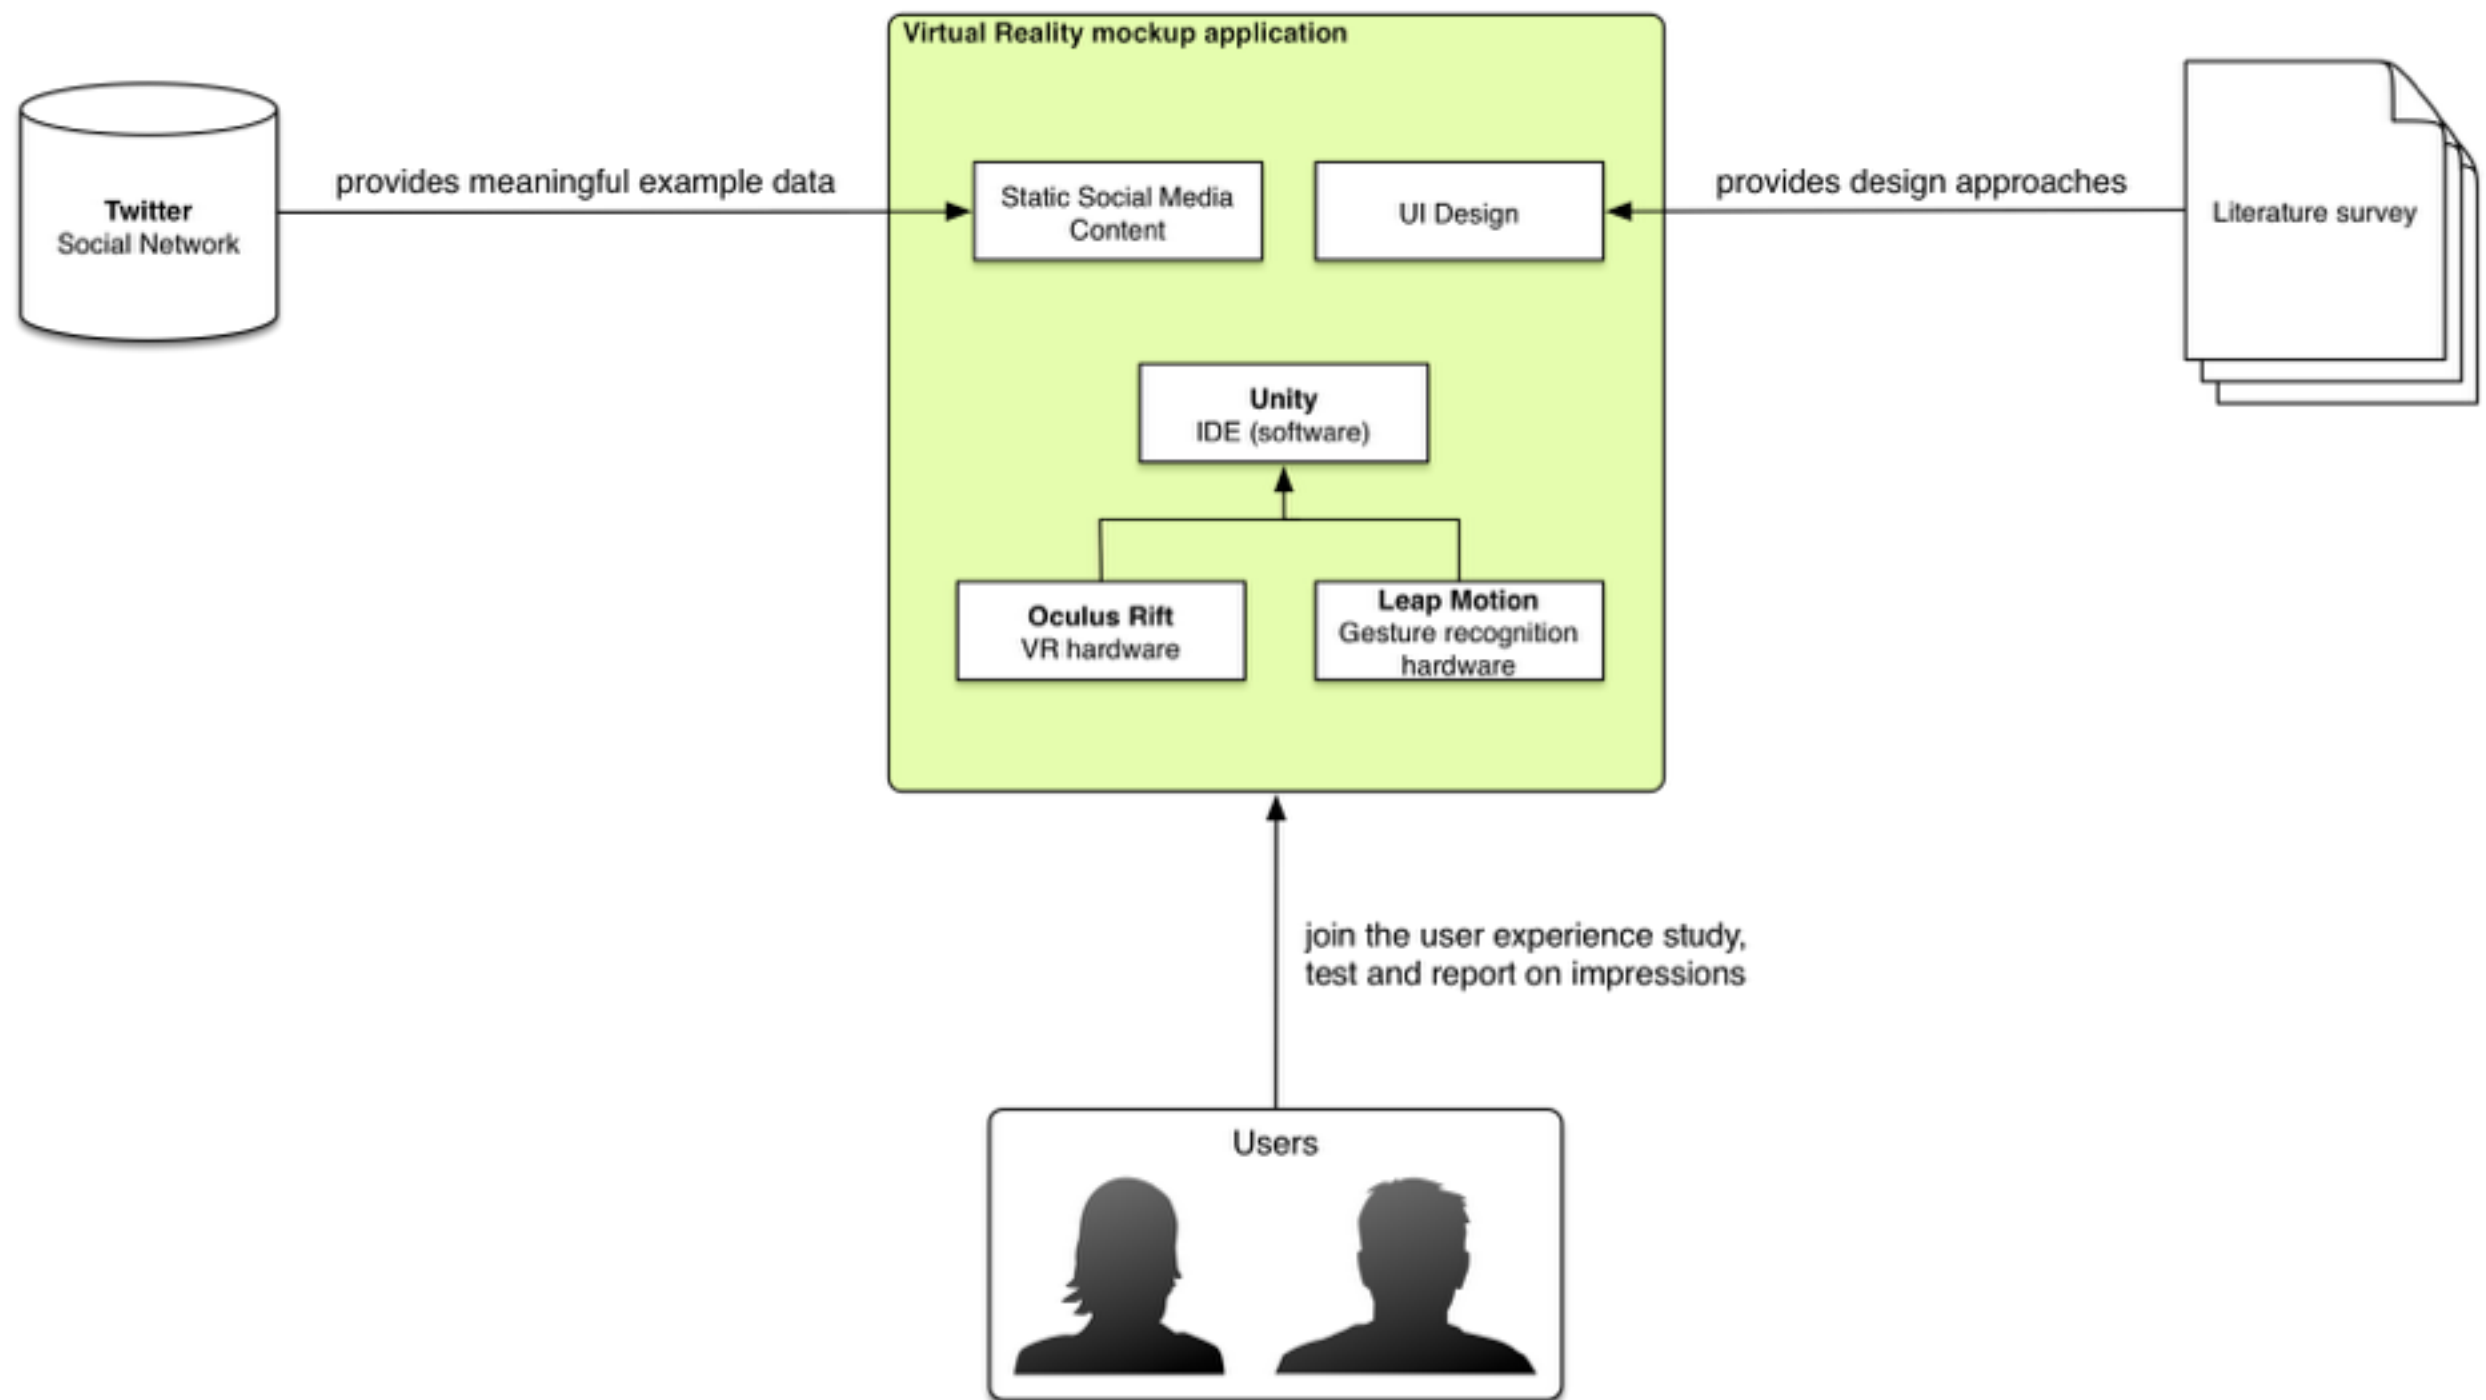 Virtual Reality mockup application
Twitter
Social Network
provides meaningful example data
Static Social Media
Content
UI Design
provides design approaches
Literature survey
Unity
IDE (software)
Oculus Rift
VR hardware
Leap Motion
Gesture recognition
hardware
join the user experience study,
test and report on impressions
Users